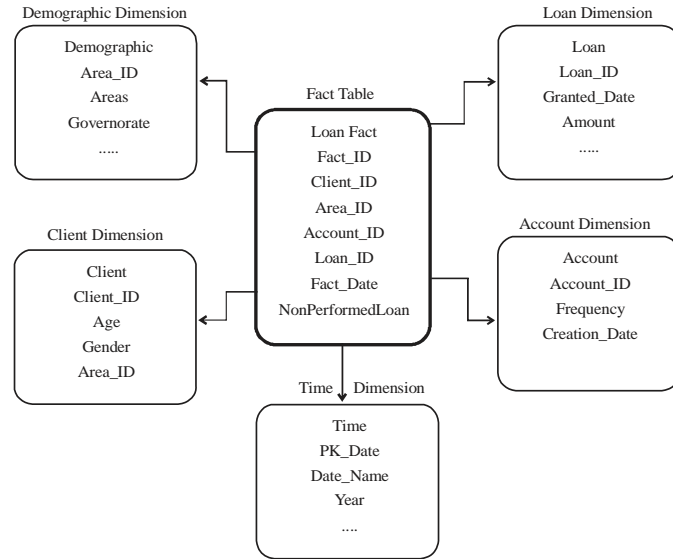 Demographic Dimension
Demographic
Area_ID
Areas
Governorate
.....
Loan Dimension
Loan
Loan_ID
Granted_Date
Amount
.....
Fact Table
Loan Fact
Fact_ID
Client_ID
Area_ID
Account_ID
Loan_ID
Fact_Date
NonPerformedLoan
Client Dimension
Client
Client_ID
Age
Gender
Area_ID
Account Dimension
Account
Account_ID
Frequency
Creation_Date
Time Dimension
Time
PK_Date
Date_Name
Year
....